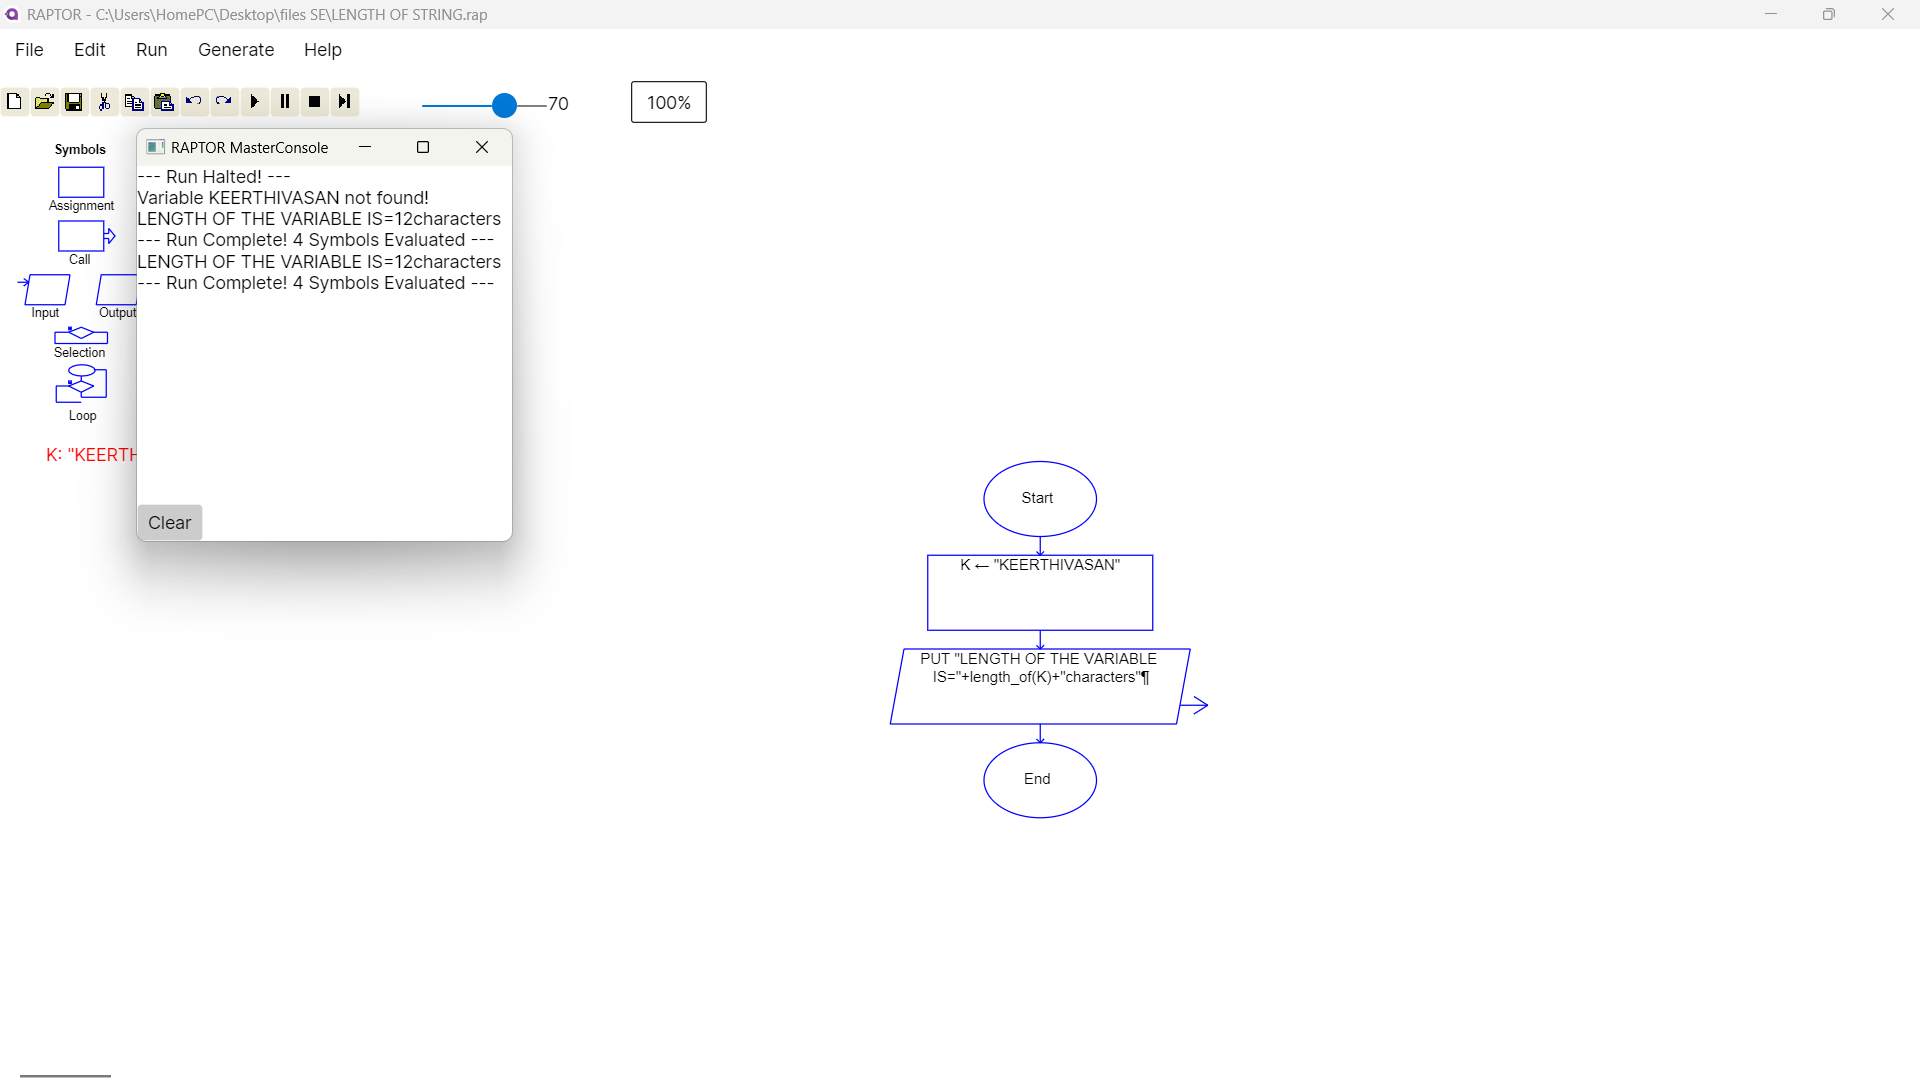 RAPTOR - C:\Users\HomePC\Desktop\files SE\LENGTH OF STRING.rap
File Edit Run Generate Help
70
100%
Symbols
Assignment
Call
Input Output
Selection
Loop
K: "KEERTH
RAPTOR MasterConsole
--- Run Halted! ---
Variable KEERTHIVASAN not found!
LENGTH OF THE VARIABLE IS=12characters
--- Run Complete! 4 Symbols Evaluated ---
LENGTH OF THE VARIABLE IS=12characters
--- Run Complete! 4 Symbols Evaluated ---
Clear
Start
K ← "KEERTHIVASAN"
PUT "LENGTH OF THE VARIABLE
IS="+length_of(K)+"characters"¶
End